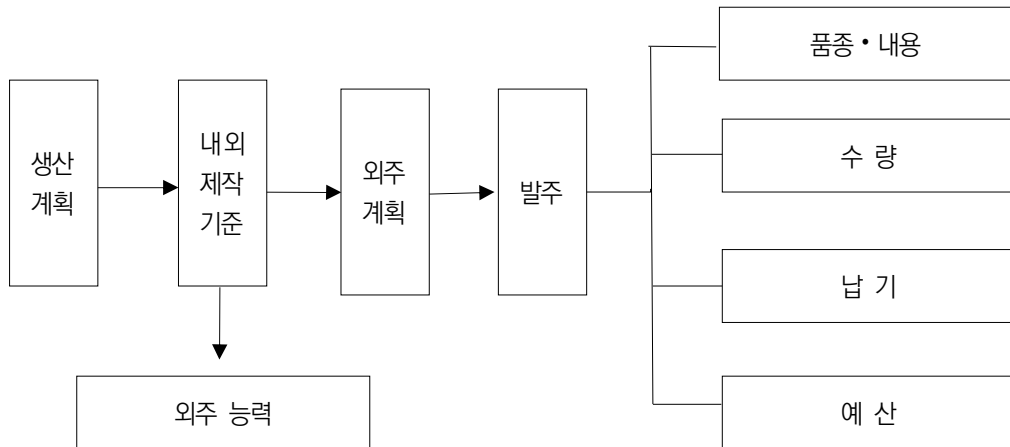 생산
계획
내외
제작
기준
외주
계획
발주
품종·내용
수 량
납 기
예 산
외주 능력